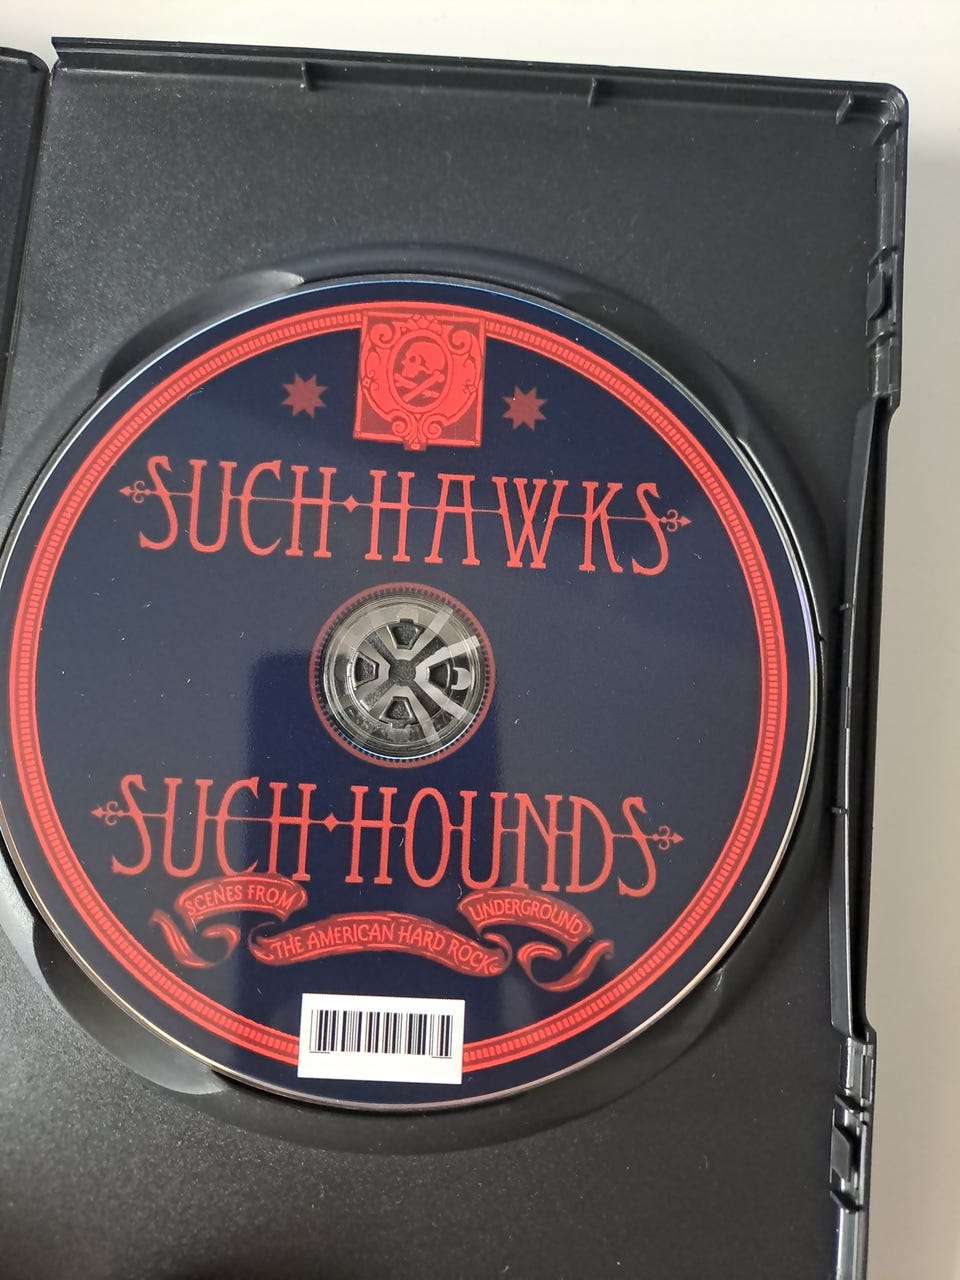 SUCH HAWKS
SUCH HOUNDS
SCENES FROM
THE AMERICAN HARD ROCK
UNDERGROUND